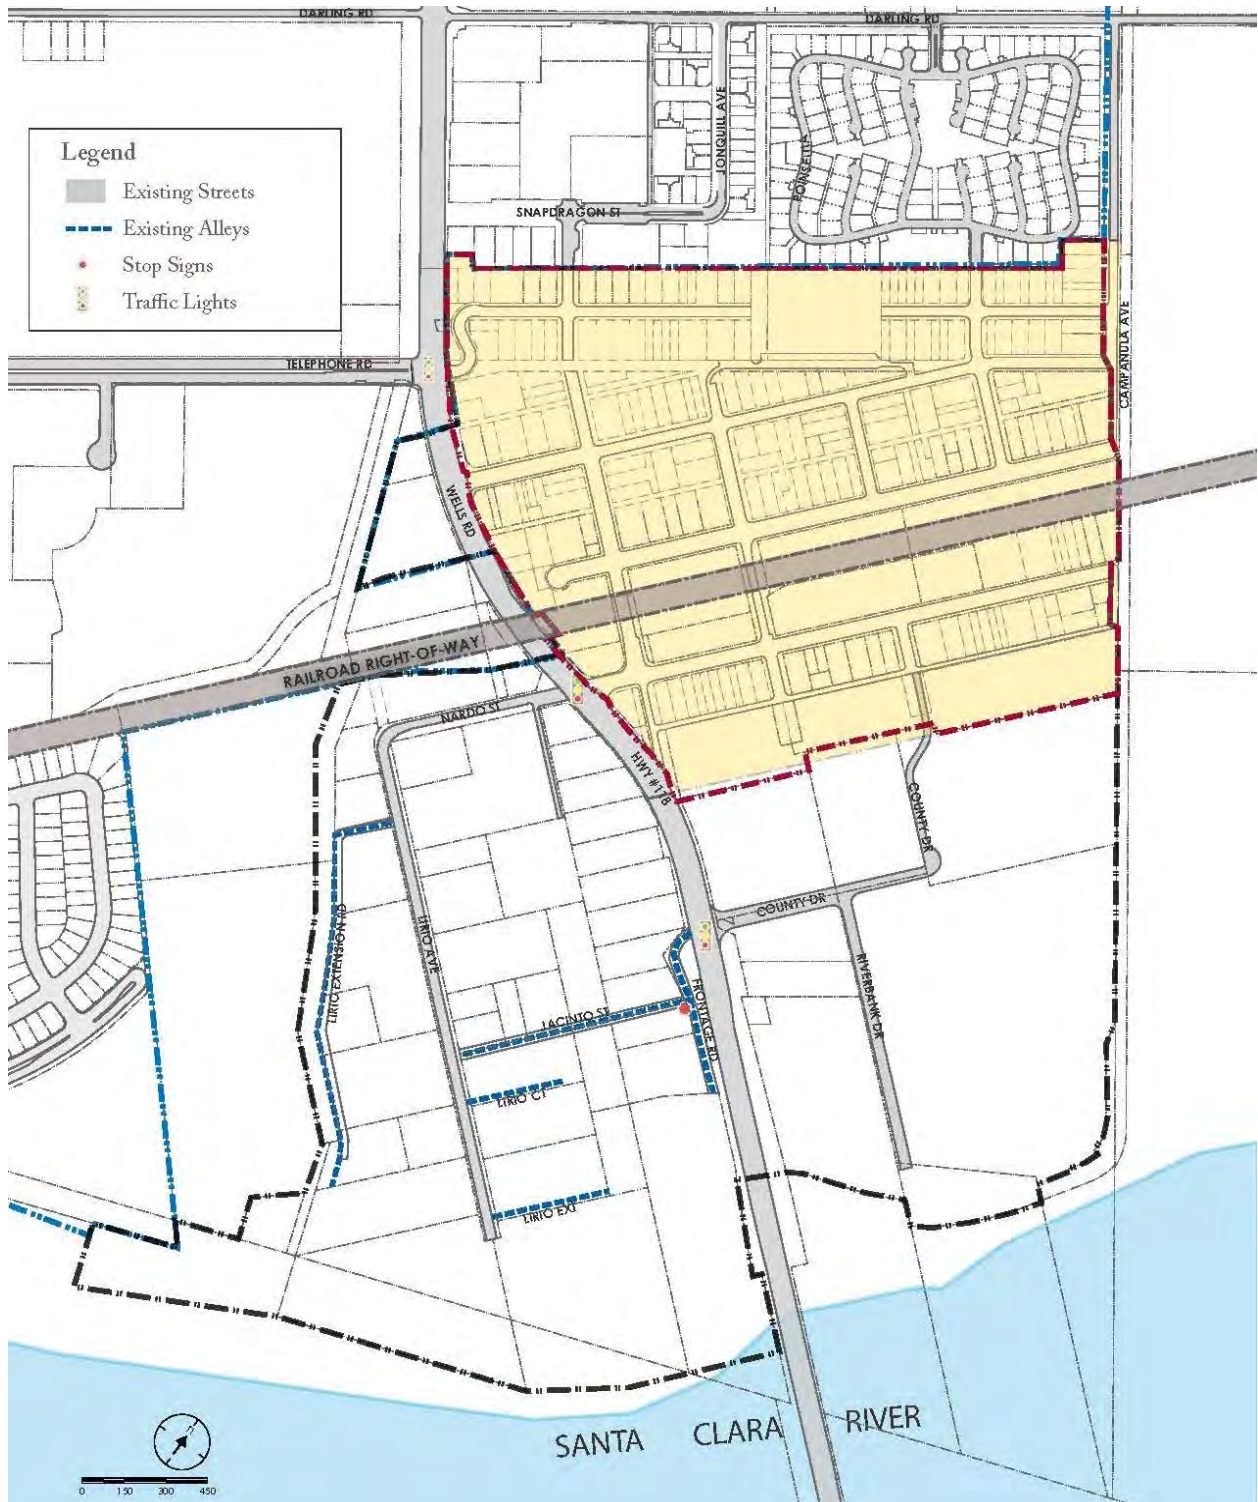 DARLING RD
DARLING RD
Legend
Existing Streets
Existing Alleys
Stop Signs
Traffic Lights
JONQUILL AVE
POINSETTIA
SNAPDRAGON ST
TELEPHONE RD
CAMPANULA AVE
WELLS RD
RAILROAD RIGHT-OF-WAY
NARDO ST
HWY #118
COUNTY DR
COUNTY DR
LIRIO EXTENSION RD
LIRIO AVE
FRONTAGE RD
RIVERBANK DR
JACINTO ST
LIRIO CT
LIRIO EXT
SANTA CLARA RIVER
0 150 300 450